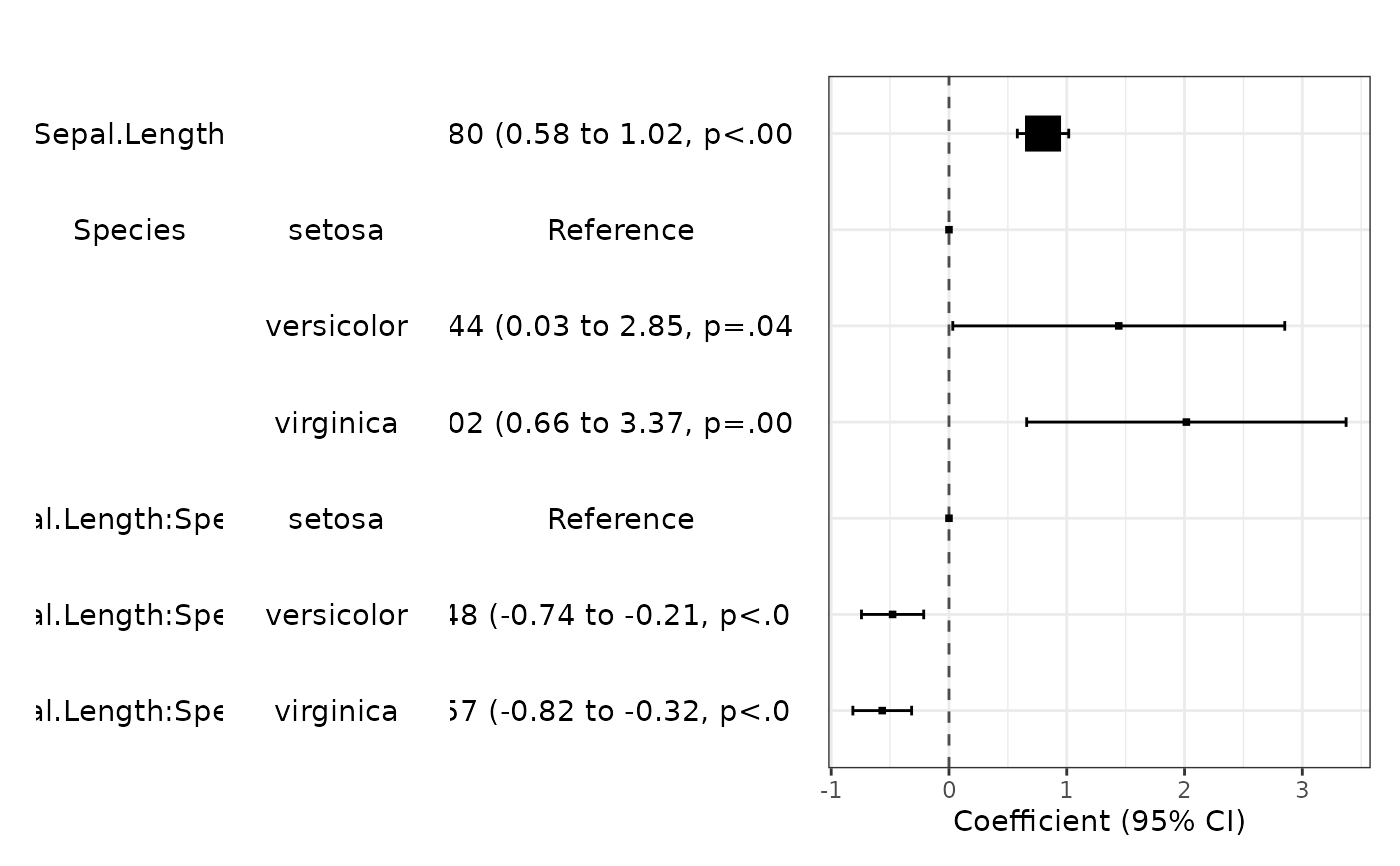 Sepal.Length 80 (0.58 to 1.02, p<.00
Species setosa Reference
versicolor 44 (0.03 to 2.85, p=.04
virginica 02 (0.66 to 3.37, p=.00
al.Length:Spe setosa Reference
al.Length:Spe versicolor 48 (-0.74 to -0.21, p<.0
al.Length:Spe virginica 57 (-0.82 to -0.32, p<.0
-1 0 1 2 3
Coefficient (95% CI)